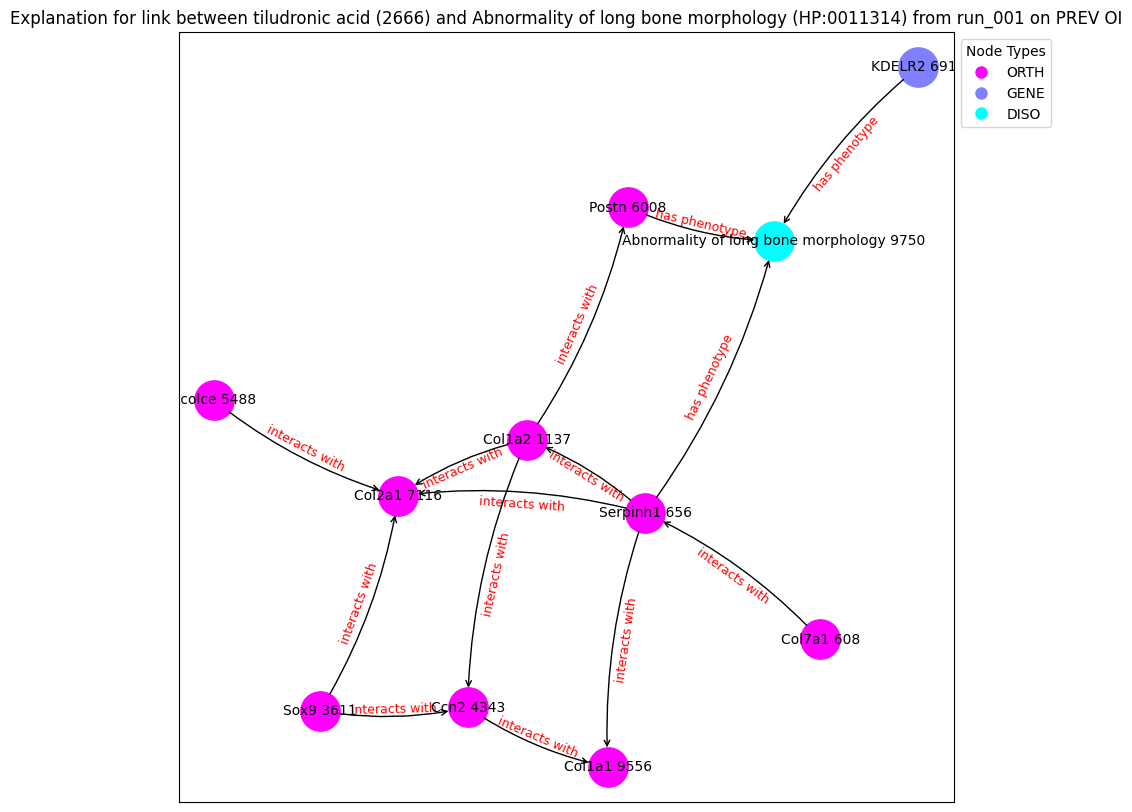 Explanation for link between tiludronic acid (2666) and Abnormality of long bone morphology (HP:0011314) from run_001 on PREV OI
Node Types
ORTH
GENE
DISO
KDELR2 691
has phenotype
Postn 6008
has phenotype
Abnormality of long bone morphology 9750
interacts with
has phenotype
colce 5488
interacts with
Col1a2 1137
interacts with
interacts with
Col2a1 7116
interacts with
Serpinh1 656
interacts with
interacts with
interacts with
interacts with
Col7a1 608
Sox9 3611
interacts with
Ccn2 4343
interacts with
Col1a1 9556